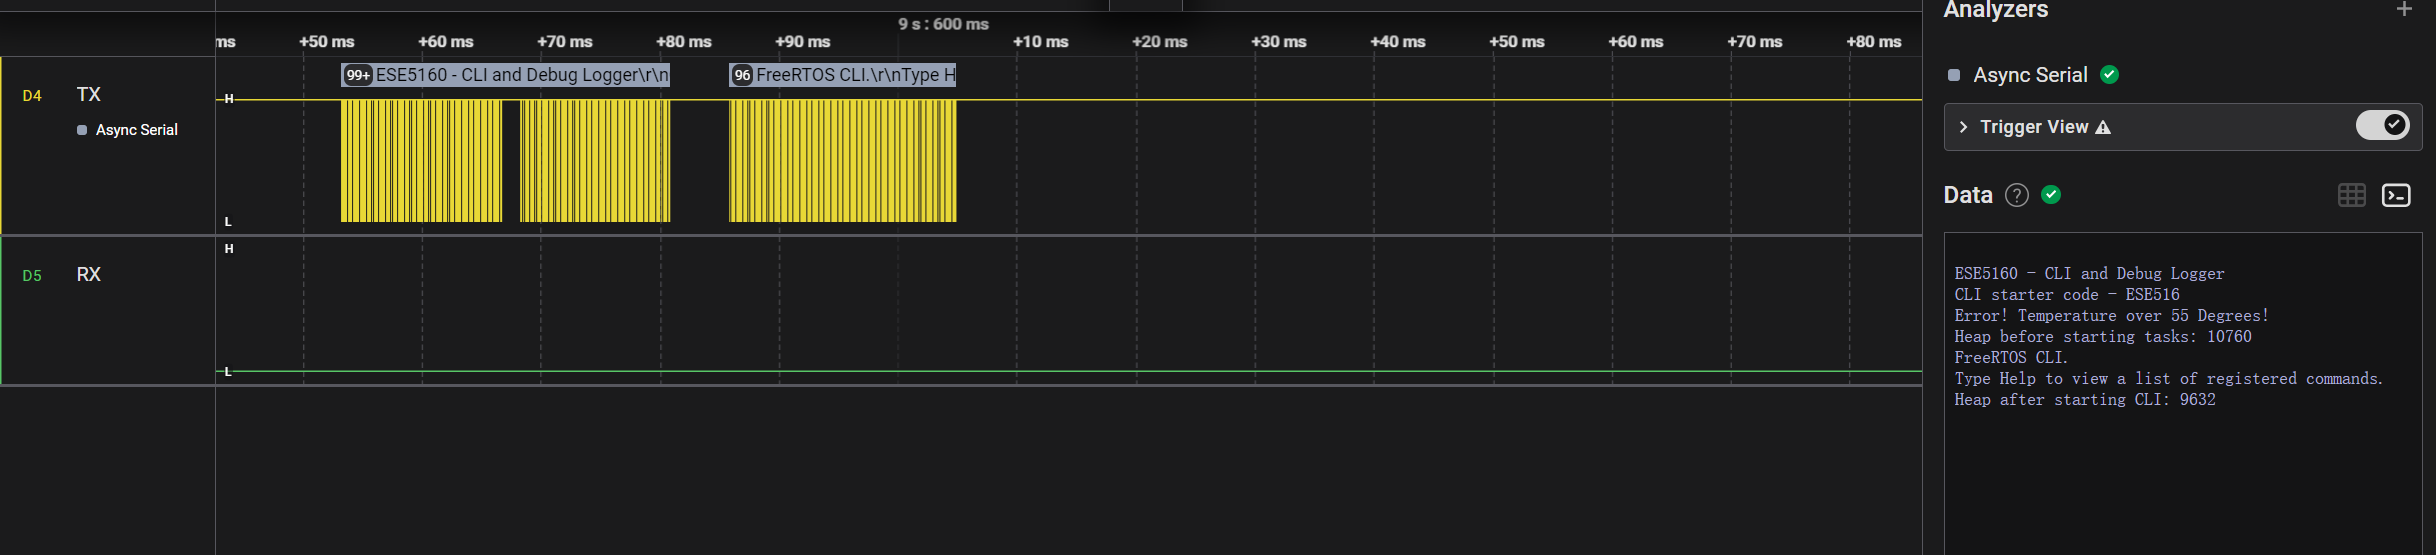 9 s : 600 ms
ms +50 ms +60 ms +70 ms +80 ms +90 ms +10 ms +20 ms +30 ms +40 ms +50 ms +60 ms +70 ms +80 ms
D4 TX
Async Serial
H
L
99+ ESE5160 - CLI and Debug Logger\r\n
96 FreeRTOS CLI.\r\nType H
D5 RX
H
L
Analyzers +
Async Serial
Trigger View
Data ?
ESE5160 - CLI and Debug Logger
CLI starter code - ESE516
Error! Temperature over 55 Degrees!
Heap before starting tasks: 10760
FreeRTOS CLI.
Type Help to view a list of registered commands.
Heap after starting CLI: 9632